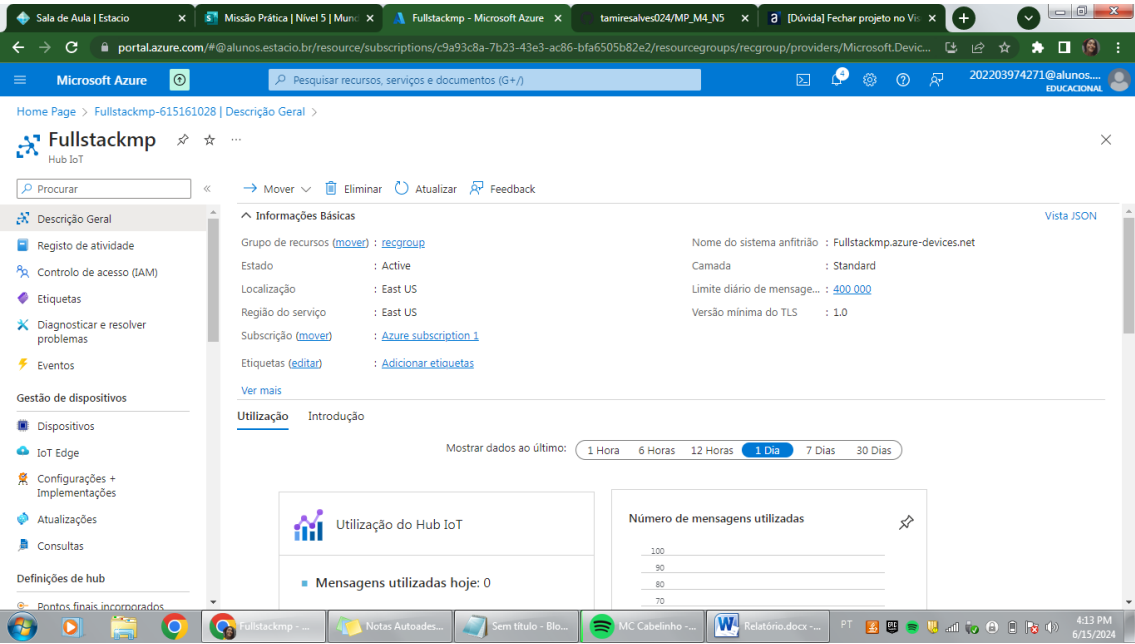 Sala de Aula | Estacio
Missão Prática | Nível 5 | Mund
Fullstackmp - Microsoft Azure
tamiresalves024/MP_M4_N5
[Dúvida] Fechar projeto no Vis
portal.azure.com/#@alunos.estacio.br/resource/subscriptions/c9a93c8a-7b23-43e3-ac86-bfa6505b82e2/resourcegroups/recgroup/providers/Microsoft.Devic...
Microsoft Azure
Pesquisar recursos, serviços e documentos (G+/)
4
202203974271@alunos....
EDUCACIONAL
Home Page > Fullstackmp-615161028 | Descrição Geral >
Fullstackmp
Hub IoT
Procurar
Mover
Eliminar
Atualizar
Feedback
Descrição Geral
Registo de atividade
Controlo de acesso (IAM)
Etiquetas
Diagnosticar e resolver
problemas
Eventos
Gestão de dispositivos
Dispositivos
IoT Edge
Configurações +
Implementações
Atualizações
Consultas
Definições de hub
Pontos finais incorporados
Informações Básicas
Vista JSON
Grupo de recursos (mover) : recgroup
Estado : Active
Localização : East US
Região do serviço : East US
Subscrição (mover) : Azure subscription 1
Etiquetas (editar) : Adicionar etiquetas
Ver mais
Nome do sistema anfitrião : Fullstackmp.azure-devices.net
Camada : Standard
Limite diário de mensage... : 400 000
Versão mínima do TLS : 1.0
Utilização
Introdução
Mostrar dados ao último:
1 Hora
6 Horas
12 Horas
1 Dia
7 Dias
30 Dias
Utilização do Hub IoT
Mensagens utilizadas hoje: 0
Número de mensagens utilizadas
100
90
80
70
Fullstackmp - ...
Notas Autoades...
Sem título - Blo...
MC Cabelinho -...
Relatório.docx -...
PT
4:13 PM
6/15/2024